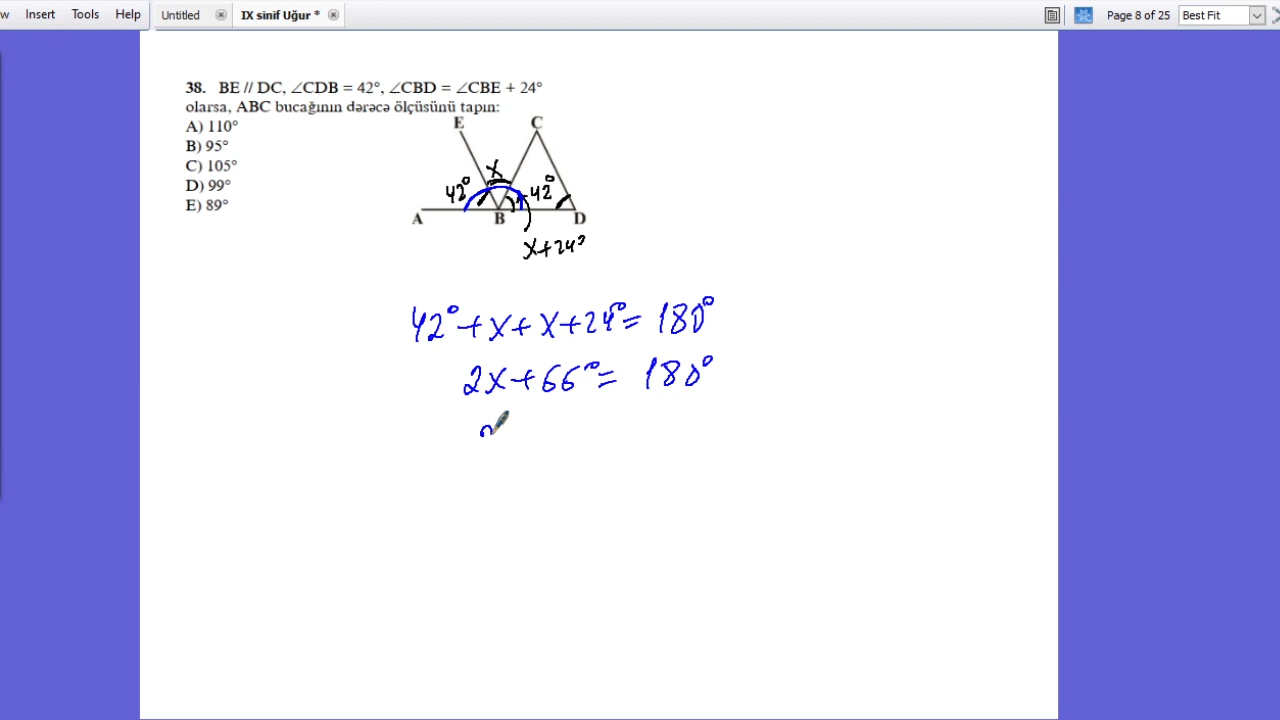 w Insert Tools Help Untitled IX sinif Uğur * Page 8 of 25 Best Fit
38. BE // DC, ∠CDB = 42°, ∠CBD = ∠CBE + 24°
olarsa, ABC bucağının dərəcə ölçüsünü tapın:
A) 110°
B) 95°
C) 105°
D) 99°
E) 89°
E C
x
42° 42°
A B D
x+24°
42°+x+x+24°=180°
2x+66°=180°